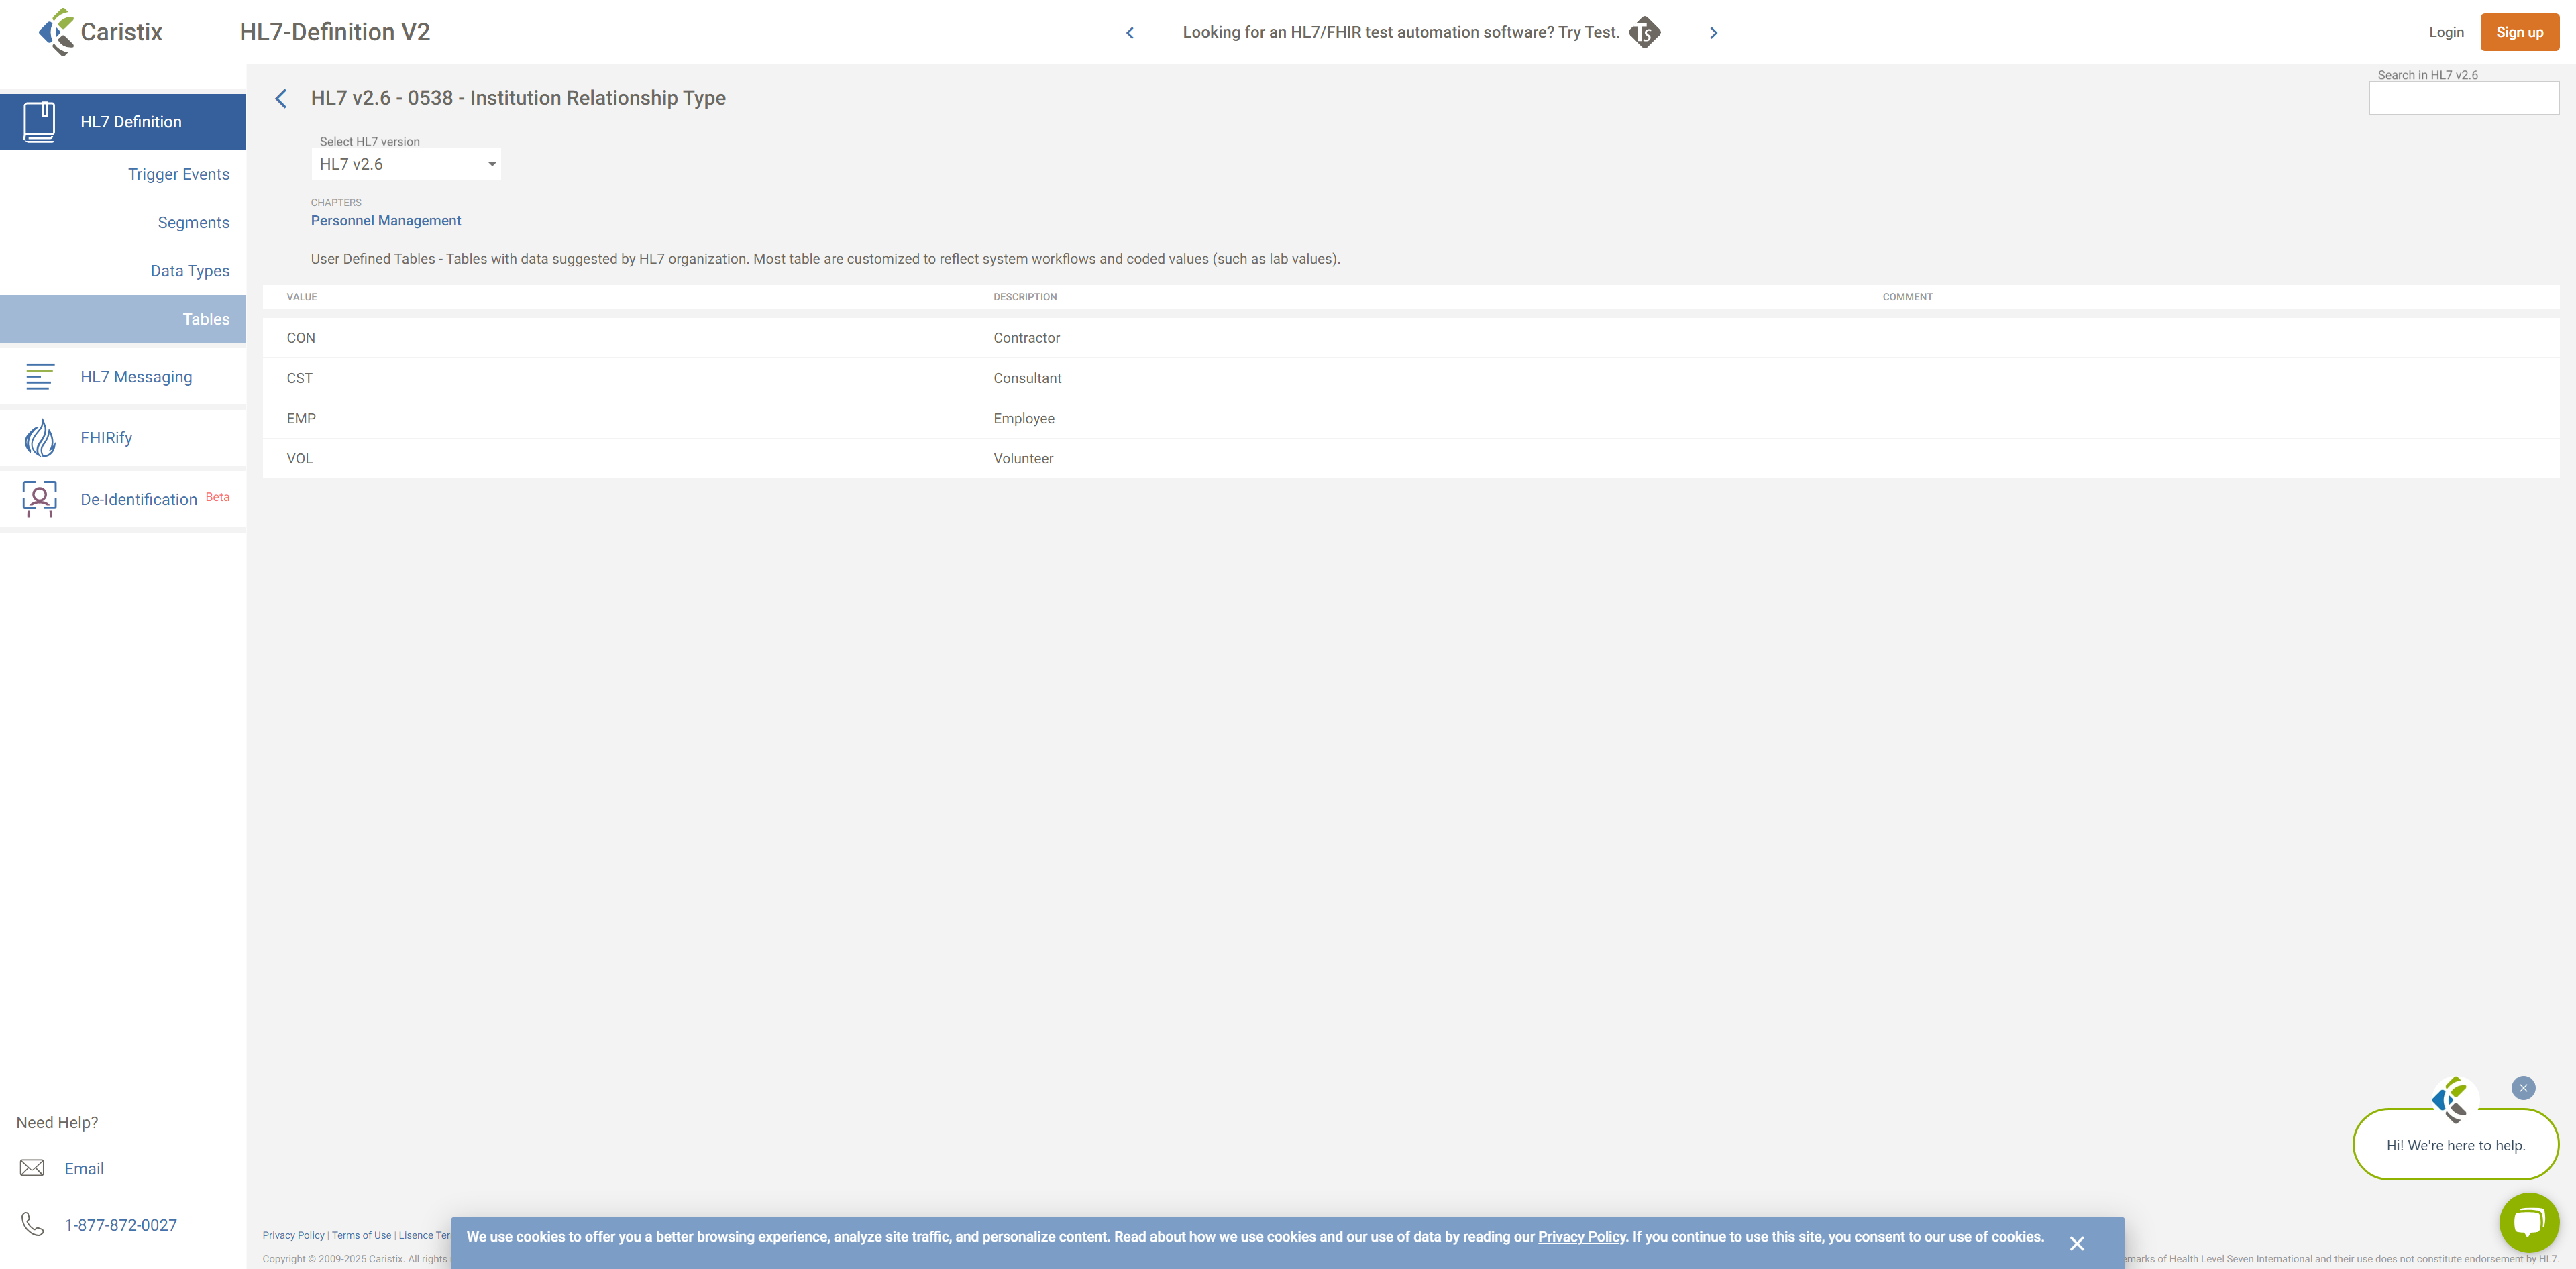 Caristix
HL7-Definition V2
Looking for an HL7/FHIR test automation software? Try Test.
Ts
Login
Sign up
HL7 Definition
Trigger Events
Segments
Data Types
Tables
HL7 Messaging
FHIRify
De-Identification Beta
Need Help?
Email
1-877-872-0027
HL7 v2.6 - 0538 - Institution Relationship Type
Search in HL7 v2.6
Select HL7 version
HL7 v2.6
CHAPTERS
Personnel Management
User Defined Tables - Tables with data suggested by HL7 organization. Most table are customized to reflect system workflows and coded values (such as lab values).
VALUE DESCRIPTION COMMENT
CON Contractor
CST Consultant
EMP Employee
VOL Volunteer
Hi! We're here to help.
Privacy Policy | Terms of Use | Lisence Ter
We use cookies to offer you a better browsing experience, analyze site traffic, and personalize content. Read about how we use cookies and our use of data by reading our Privacy Policy. If you continue to use this site, you consent to our use of cookies.
Copyright © 2009-2025 Caristix. All rights
emarks of Health Level Seven International and their use does not constitute endorsement by HL7.